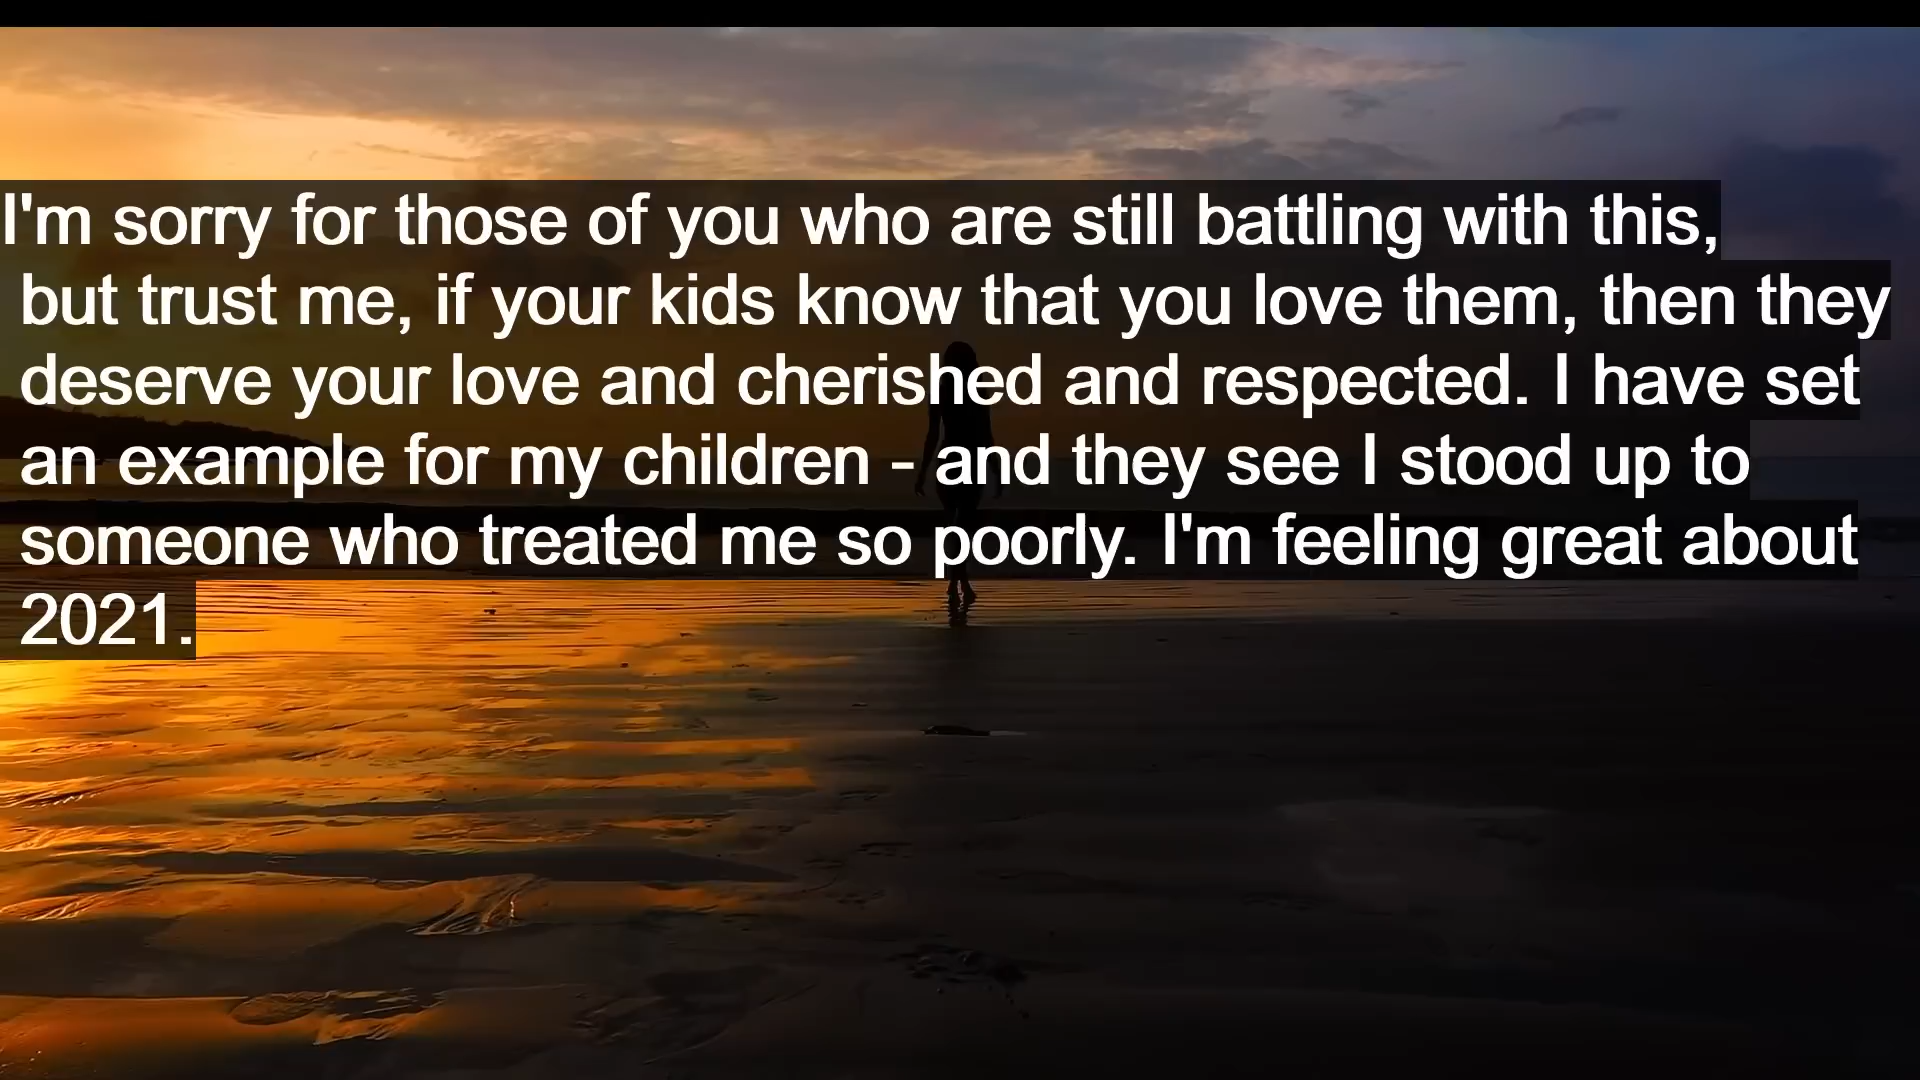 I'm sorry for those of you who are still battling with this,
but trust me, if your kids know that you love them, then they
deserve your love and cherished and respected. I have set
an example for my children - and they see I stood up to
someone who treated me so poorly. I'm feeling great about
2021.